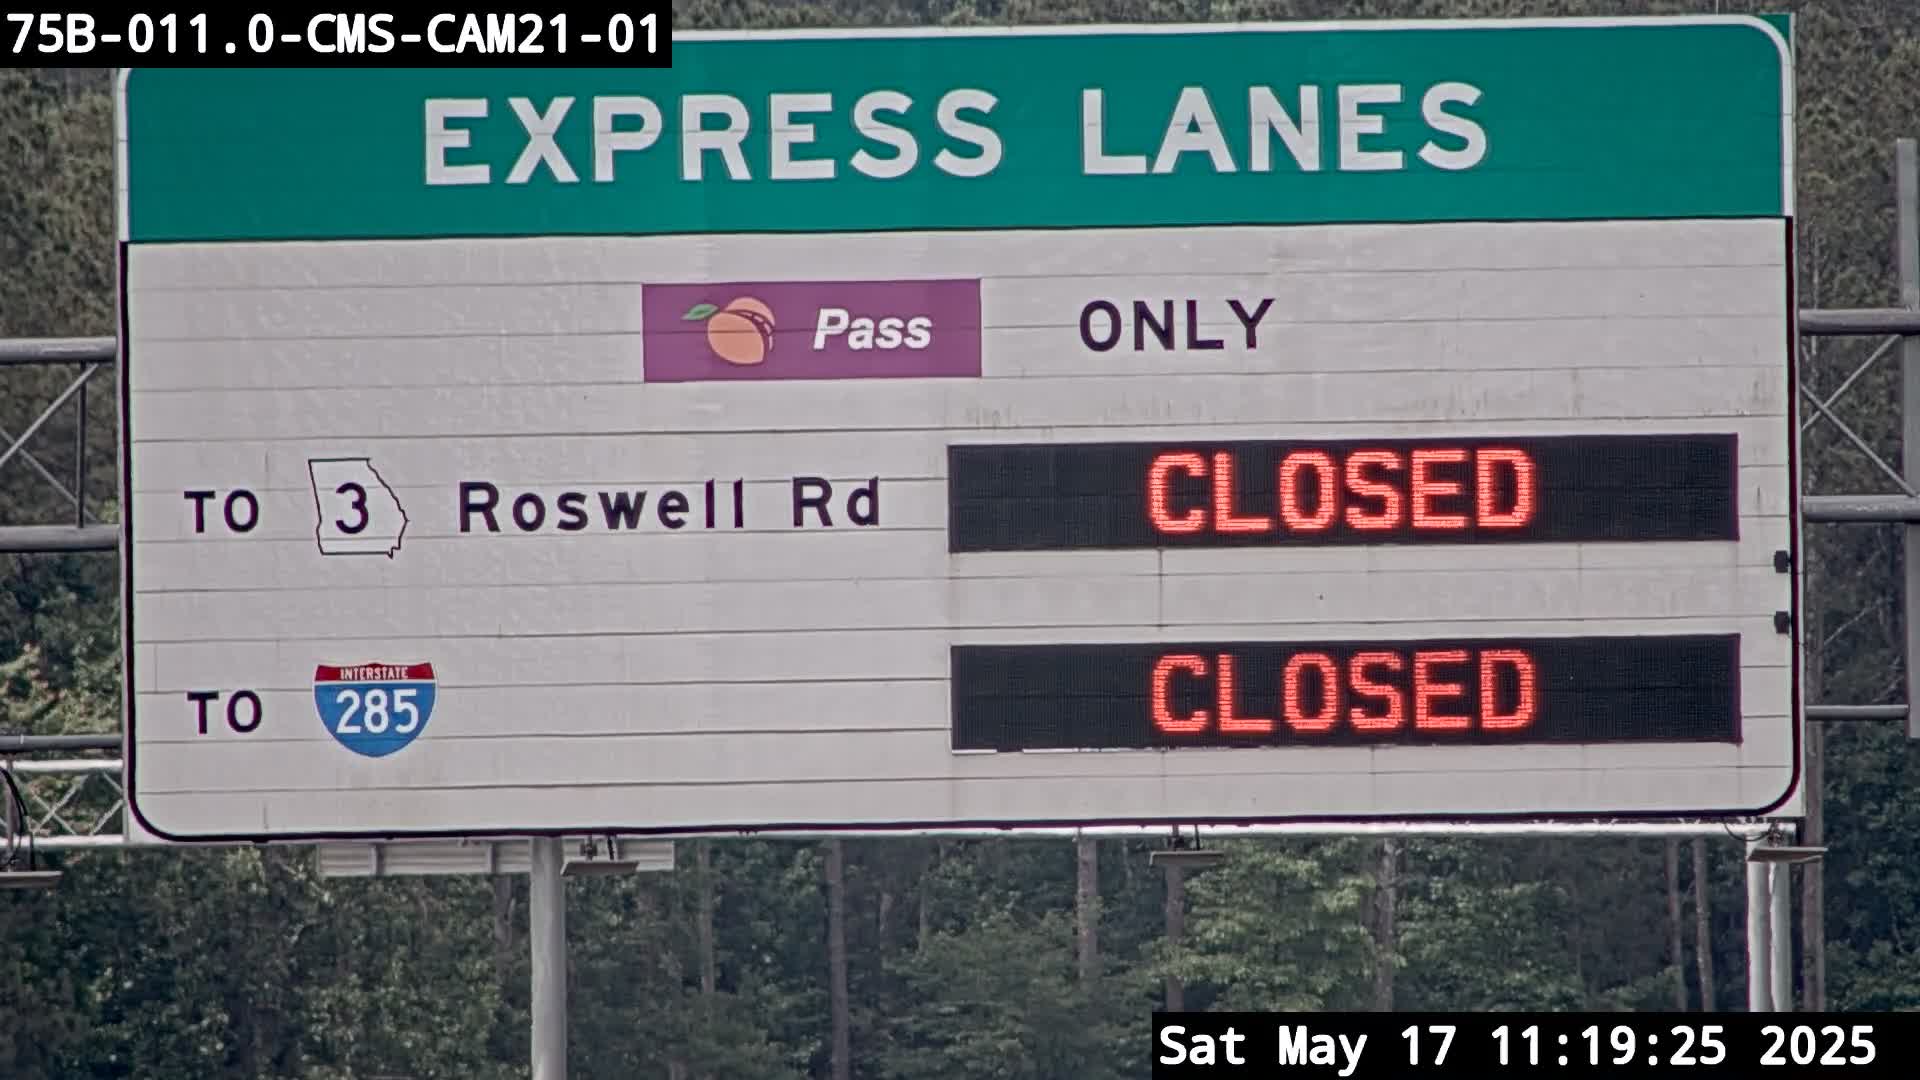 75B-011.0-CMS-CAM21-01
EXPRESS LANES
Pass ONLY
TO 3 Roswell Rd CLOSED
TO INTERSTATE 285 CLOSED
Sat May 17 11:19:25 2025